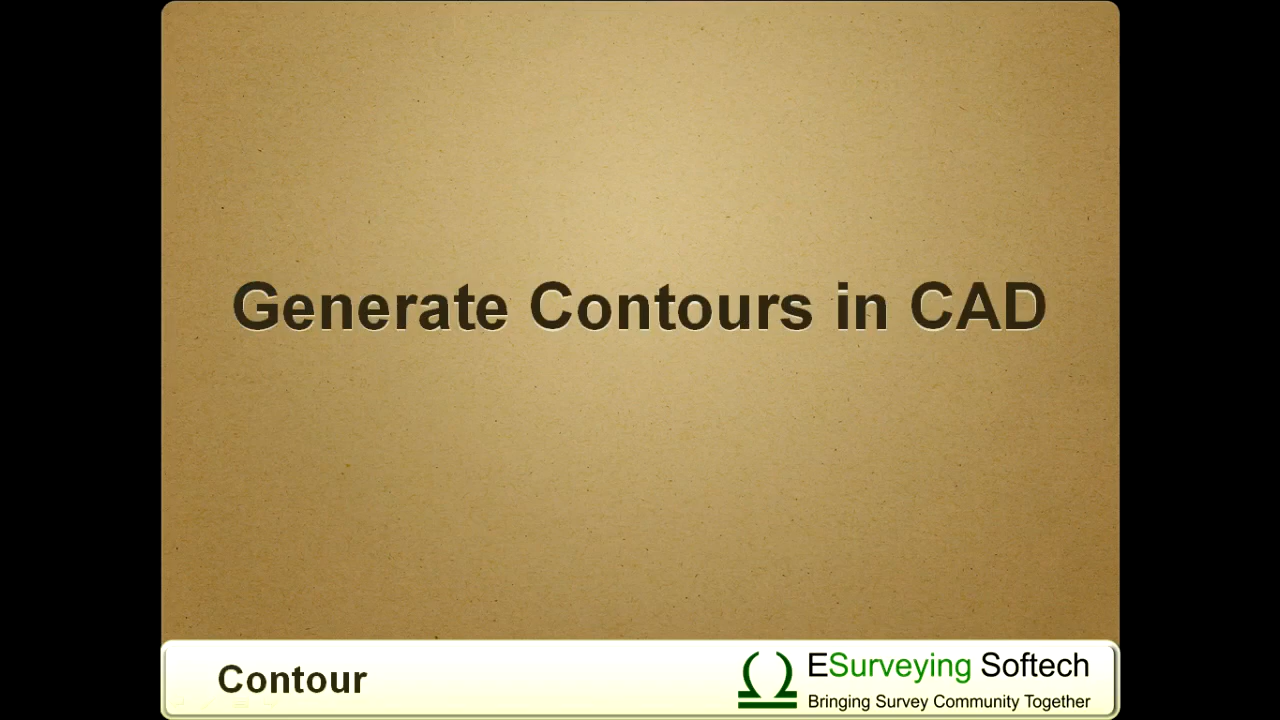 Generate Contours in CAD
Contour
ESurveying Softech
Bringing Survey Community Together